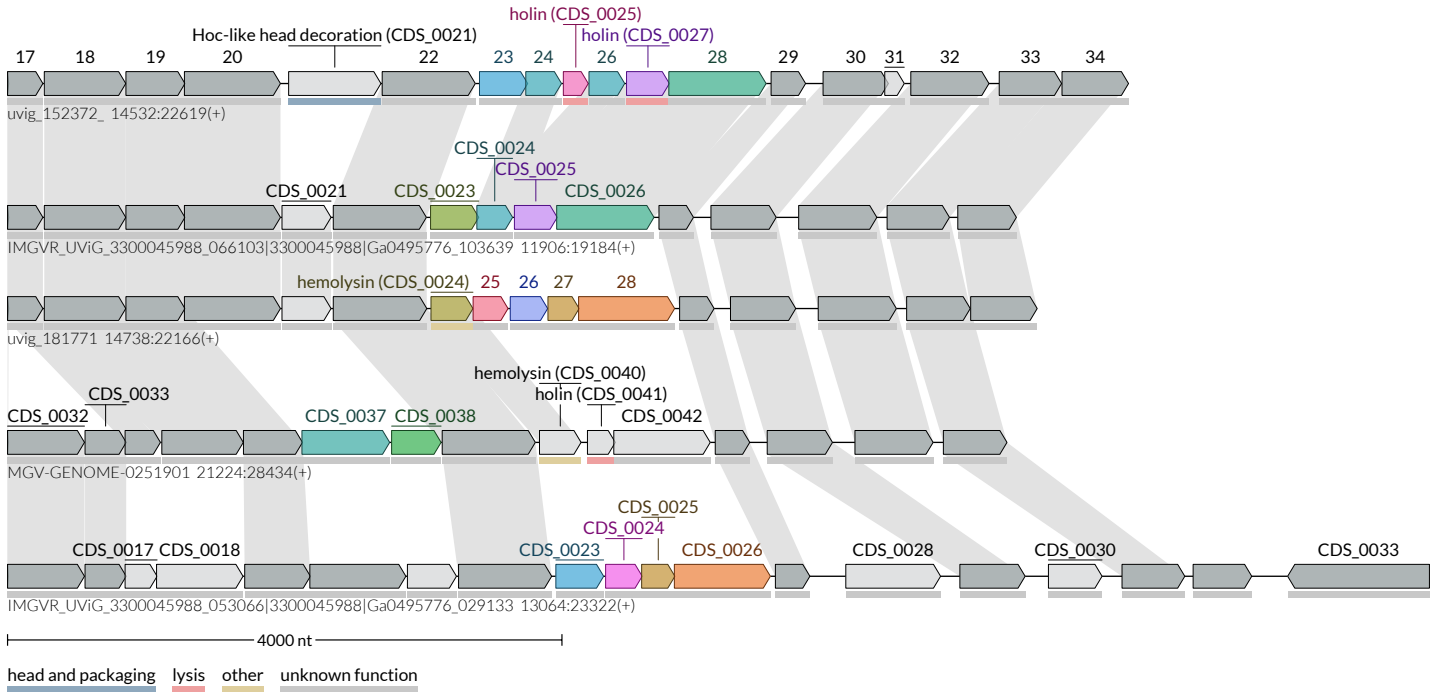 holin (CDS_0025)
Hoc-like head decoration (CDS_0021) holin (CDS_0027)
17 18 19 20 22 23 24 26 28 29 30 31 32 33 34
uvig_152372_ 14532:22619(+)
CDS_0024
CDS_0025
CDS_0021 CDS_0023 CDS_0026
IMGVR_UViG_3300045988_066103|3300045988|Ga0495776_103639 11906:19184(+)
hemolysin (CDS_0024) 25 26 27 28
uvig_181771 14738:22166(+)
hemolysin (CDS_0040)
CDS_0033 holin (CDS_0041)
CDS_0032 CDS_0037 CDS_0038 CDS_0042
MGV-GENOME-0251901 21224:28434(+)
CDS_0025
CDS_0024
CDS_0017 CDS_0018 CDS_0023 CDS_0026 CDS_0028 CDS_0030 CDS_0033
IMGVR_UViG_3300045988_053066|3300045988|Ga0495776_029133 13064:23322(+)
4000 nt
head and packaging lysis other unknown function